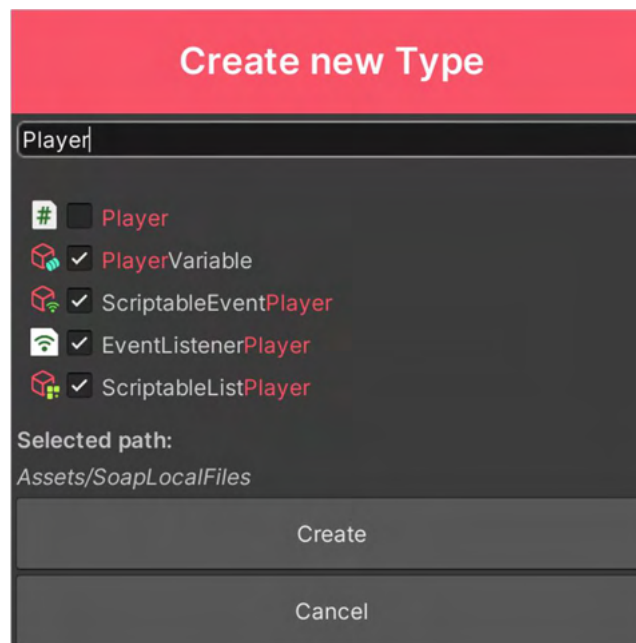 Create new Type
Player
Player
PlayerVariable
ScriptableEventPlayer
EventListenerPlayer
ScriptableListPlayer
Selected path:
Assets/SoapLocalFiles
Create
Cancel